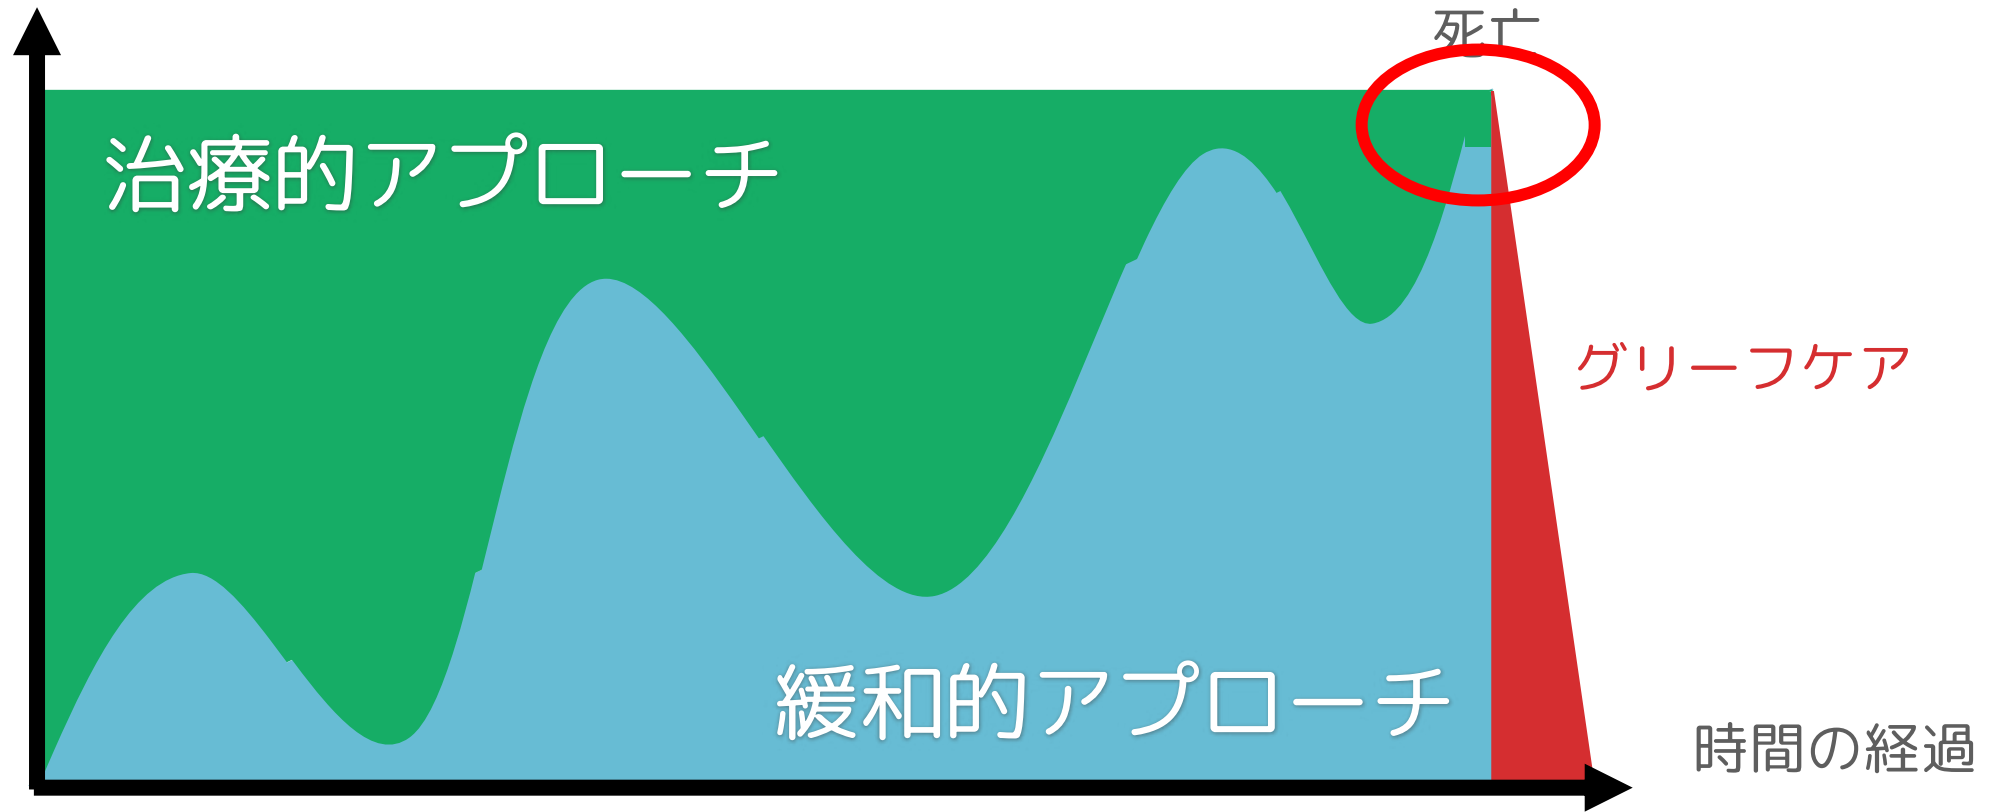 死亡
治療的アプローチ
グリーフケア
緩和的アプローチ
時間の経過